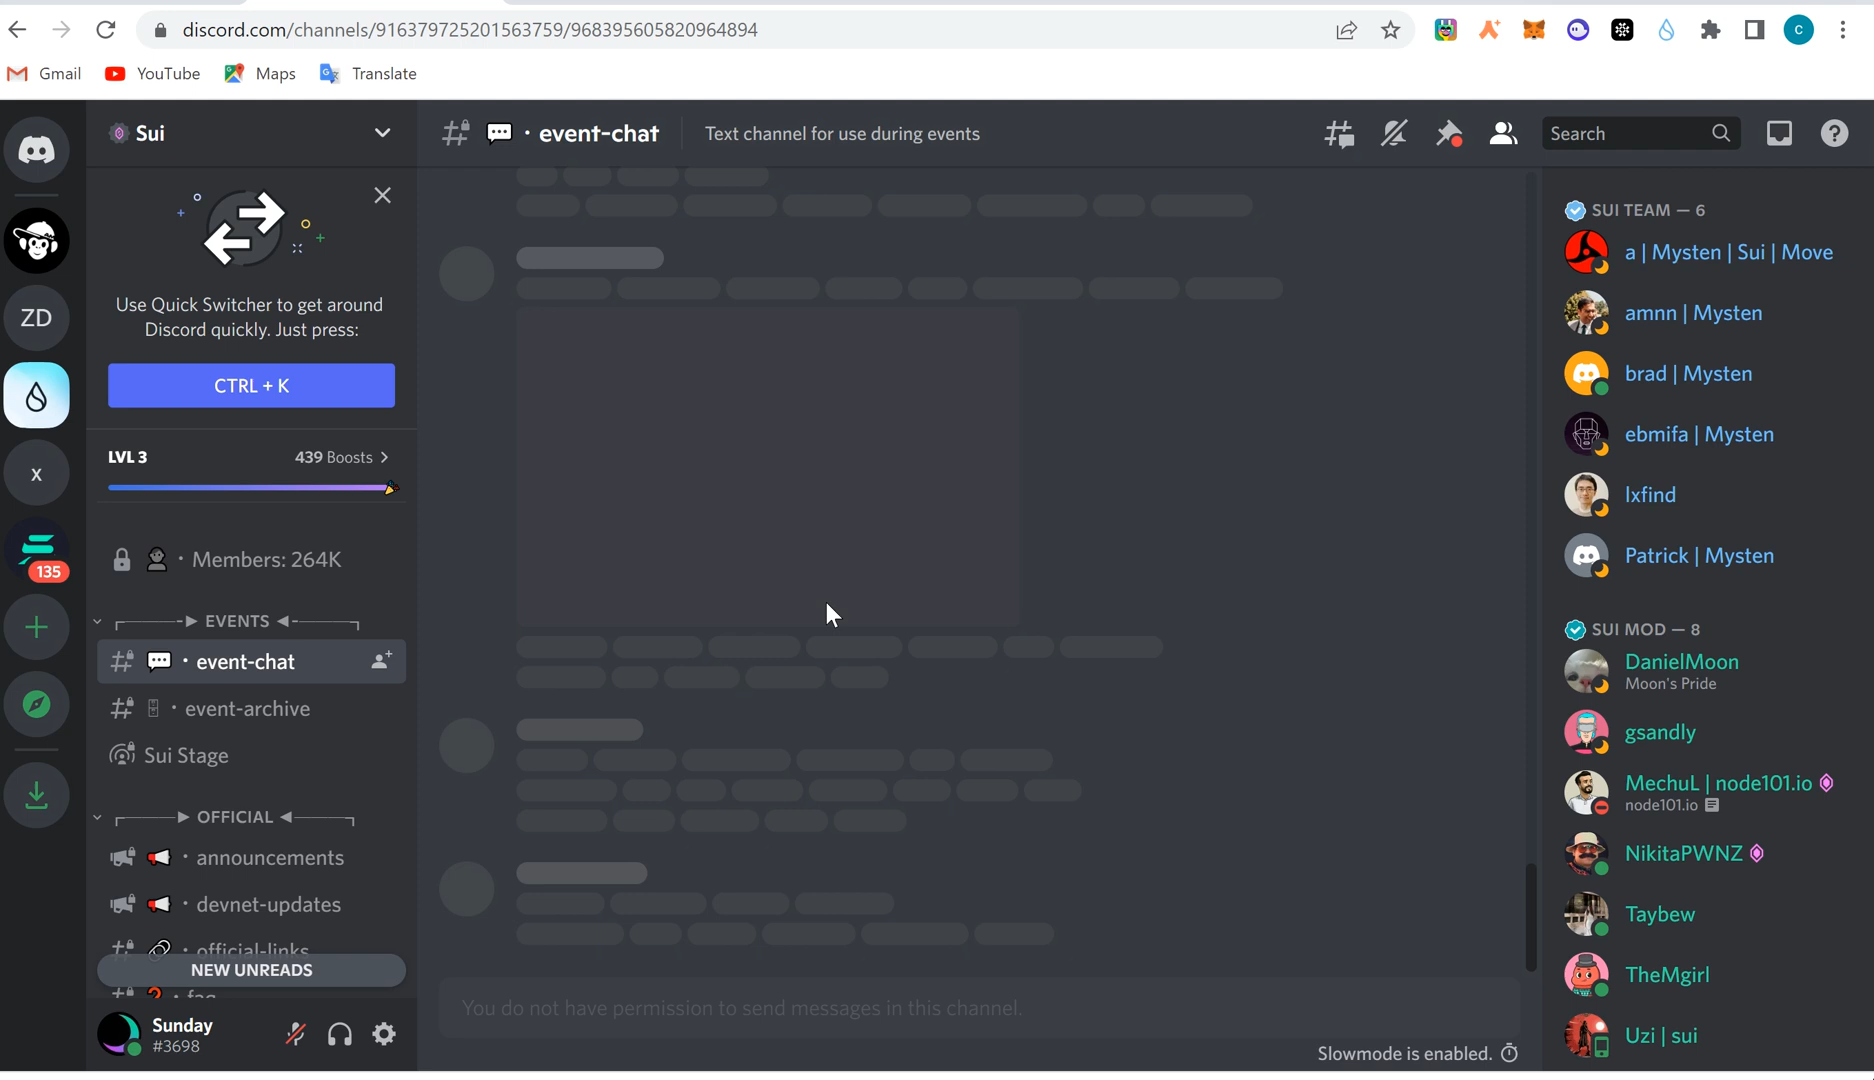 discord.com/channels/916379725201563759/968395605820964894
C
Gmail
YouTube
Maps
Translate
Sui
· event-chat
Text channel for use during events
Search
Use Quick Switcher to get around
Discord quickly. Just press:
CTRL + K
ZD
LVL 3
439 Boosts
x
135
· Members: 264K
EVENTS
· event-chat
· event-archive
Sui Stage
OFFICIAL
· announcements
· devnet-updates
· official-links
NEW UNREADS
· faq
Sunday
#3698
You do not have permission to send messages in this channel.
Slowmode is enabled.
SUI TEAM — 6
a | Mysten | Sui | Move
amnn | Mysten
brad | Mysten
ebmifa | Mysten
lxfind
Patrick | Mysten
SUI MOD — 8
DanielMoon
Moon's Pride
gsandly
MechuL | node101.io
node101.io
NikitaPWNZ
Taybew
TheMgirl
Uzi | sui